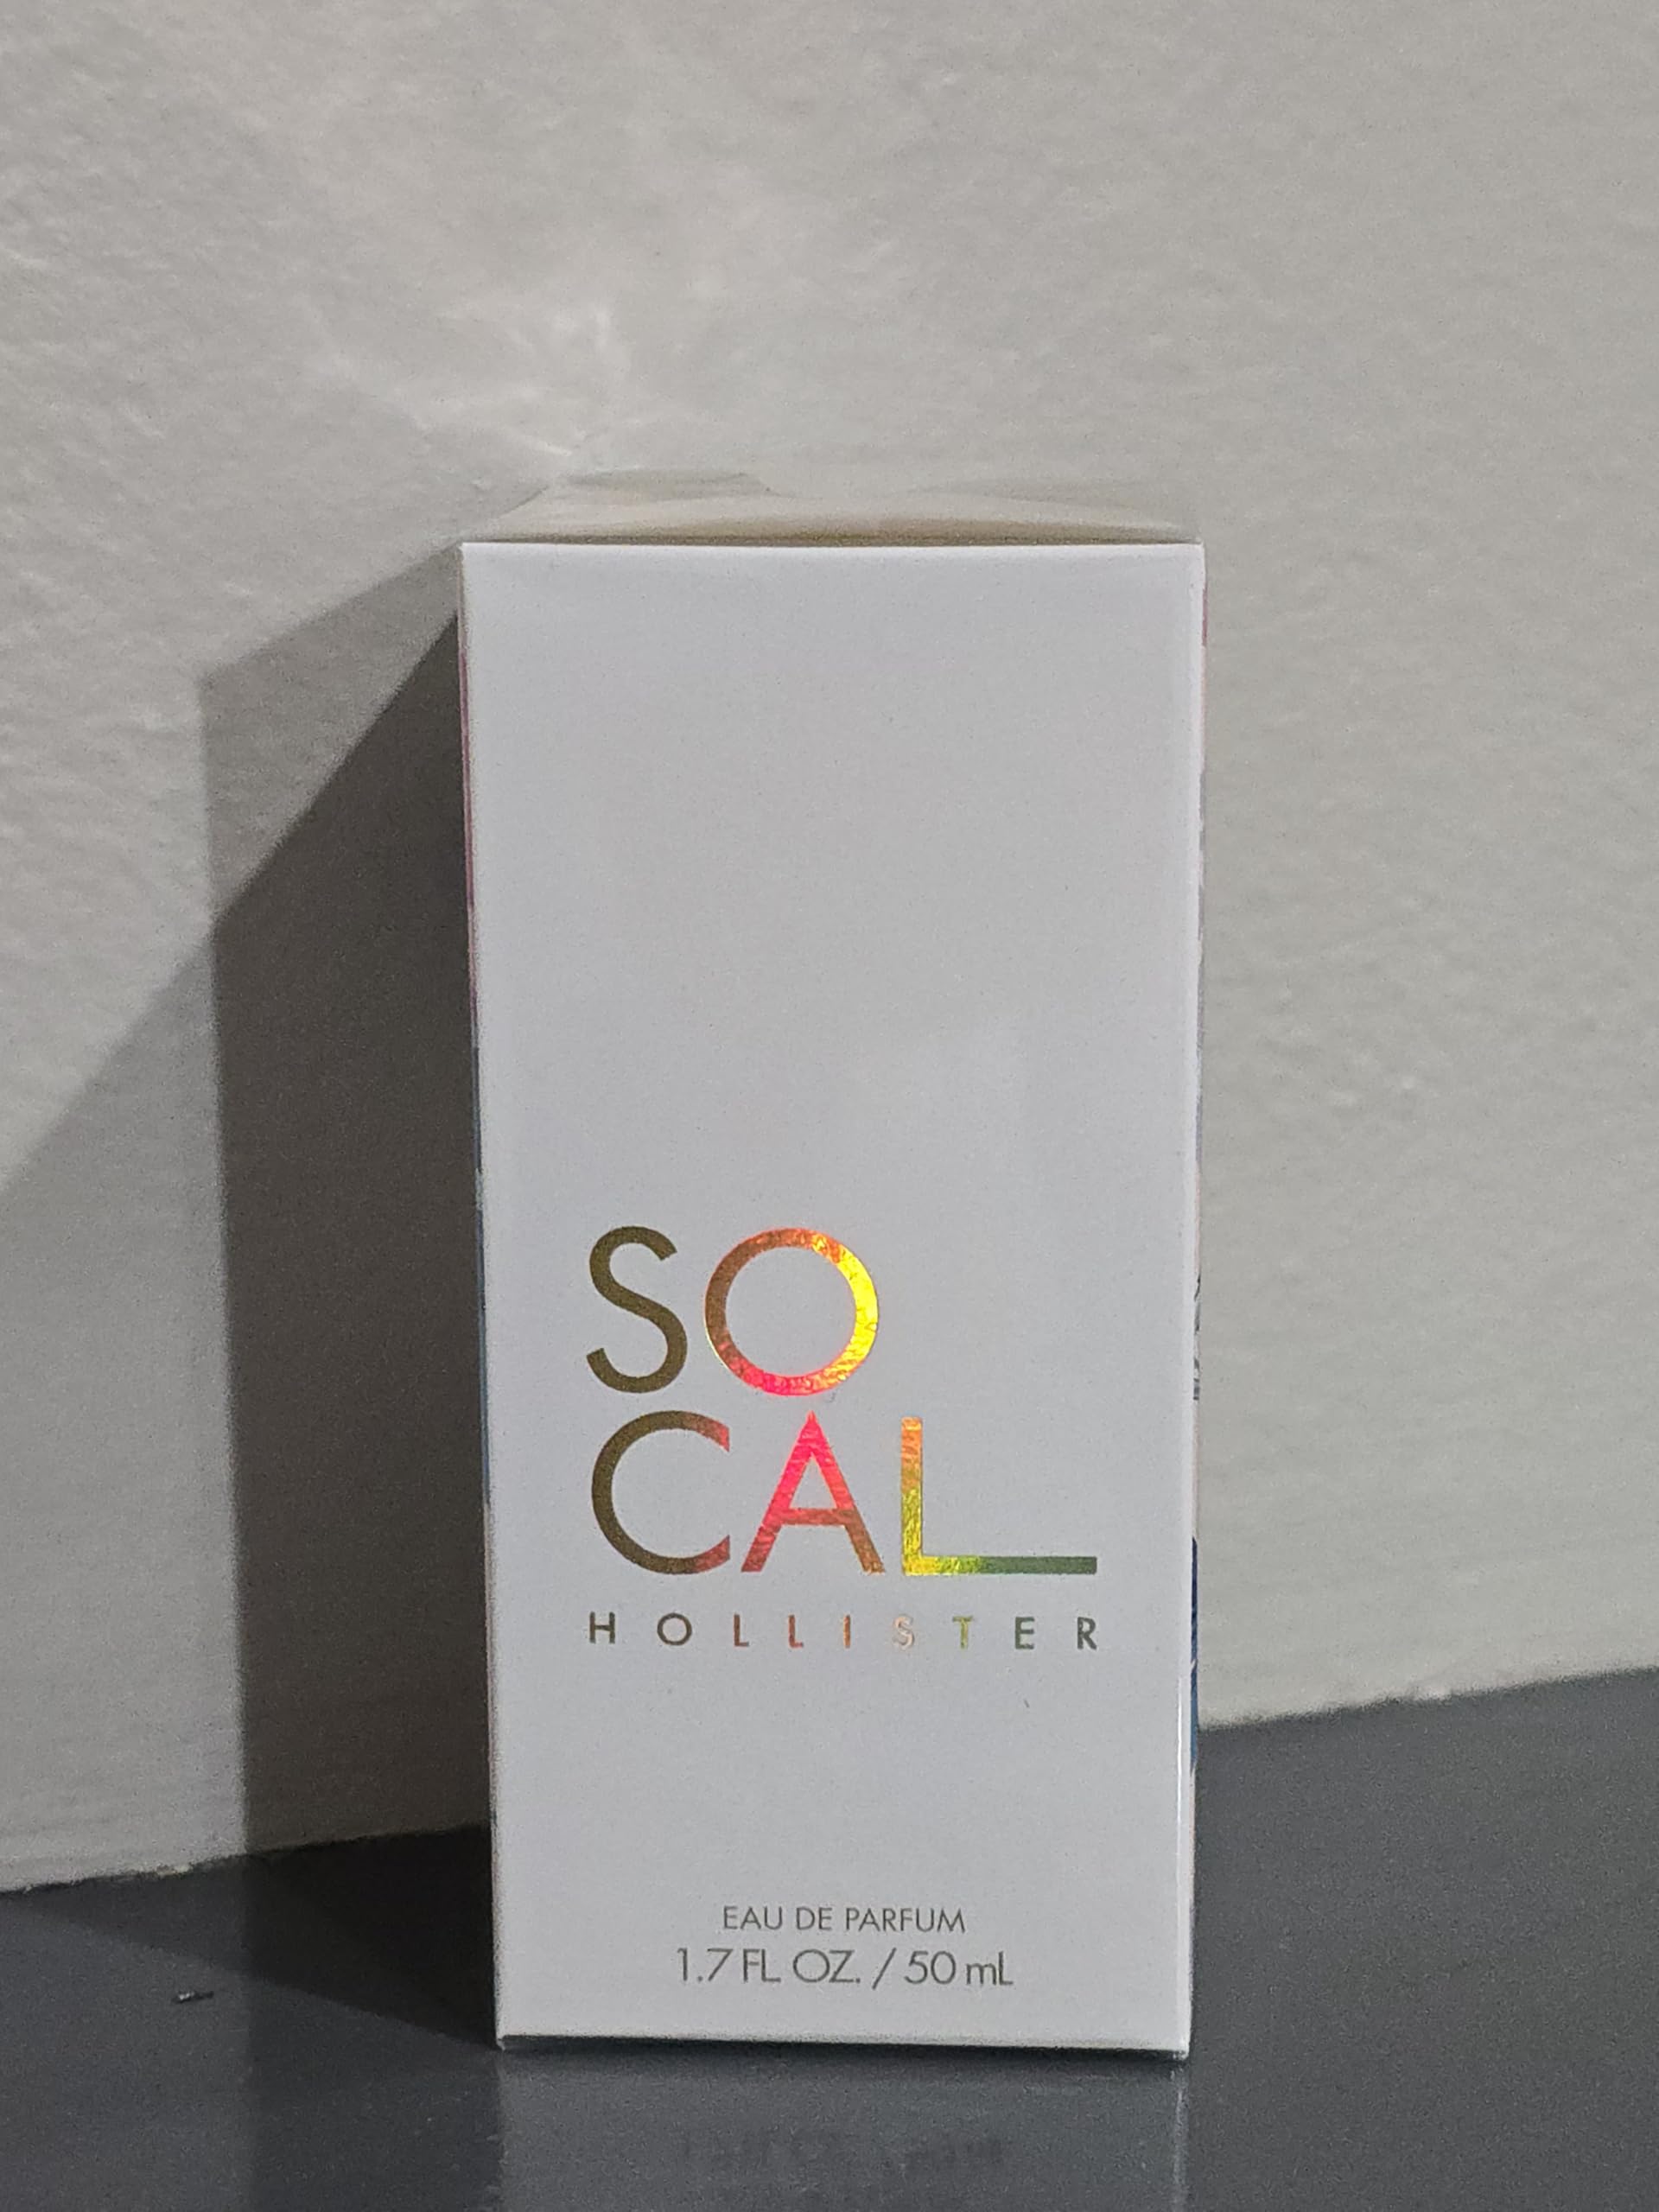 SO
CAL
HOLLISTER
EAU DE PARFUM
1.7 FL OZ. / 50 mL